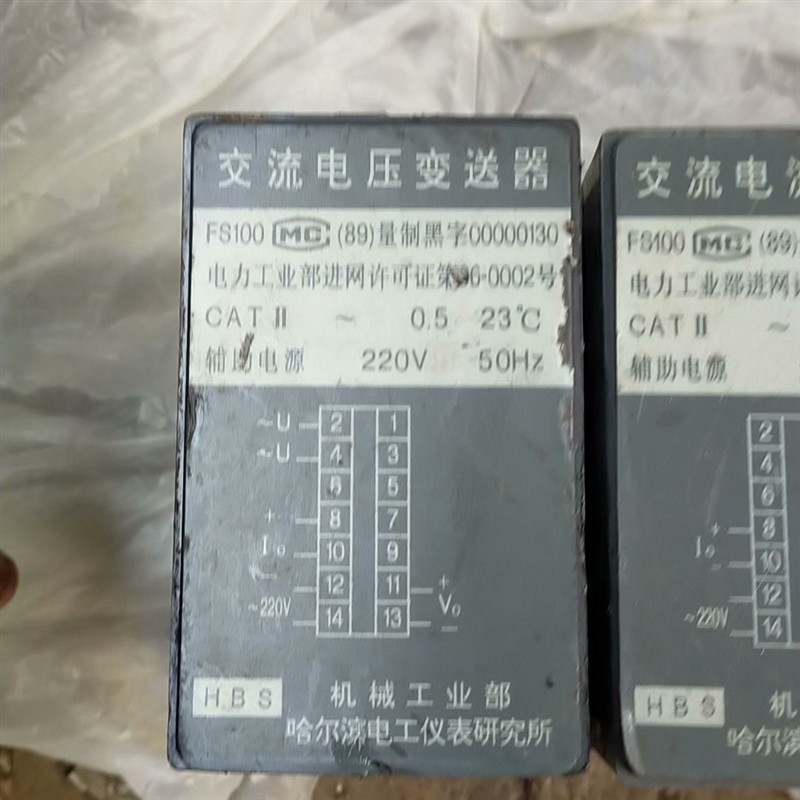 交流电压变送器
FS100 MC (89)量制黑字00000130
电力工业部进网许可证第96-0002号
CAT II ~ 0.5 23℃
辅助电源 220V 50Hz
~U 2 1
~U 4 3
6 5
+ 8 7
Io 10 9
− 12 11 +
~220V 14 13 −
Vo
HBS 机械工业部
哈尔滨电工仪表研究所
交流电
FS100 MC (89)
电力工业部进网许
CAT II ~
辅助电源
2
4
6
+ 8
Io 10
12
~220V 14
HBS 机
哈尔滨